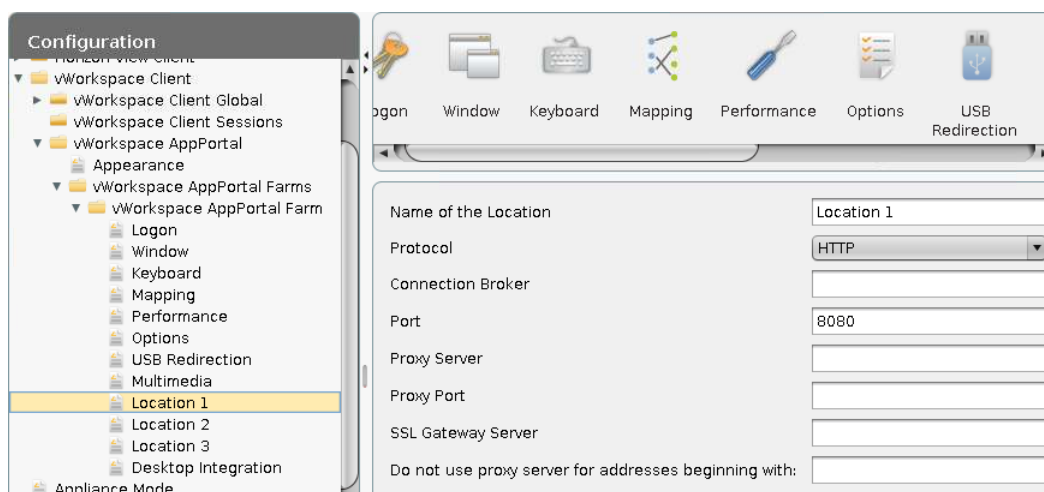 Configuration
Horizon View Client
vWorkspace Client
vWorkspace Client Global
vWorkspace Client Sessions
vWorkspace AppPortal
Appearance
vWorkspace AppPortal Farms
vWorkspace AppPortal Farm
Logon
Window
Keyboard
Mapping
Performance
Options
USB Redirection
Multimedia
Location 1
Location 2
Location 3
Desktop Integration
Appliance Mode
ogon Window Keyboard Mapping Performance Options USB
Redirection
Name of the Location Location 1
Protocol HTTP
Connection Broker
Port 8080
Proxy Server
Proxy Port
SSL Gateway Server
Do not use proxy server for addresses beginning with: